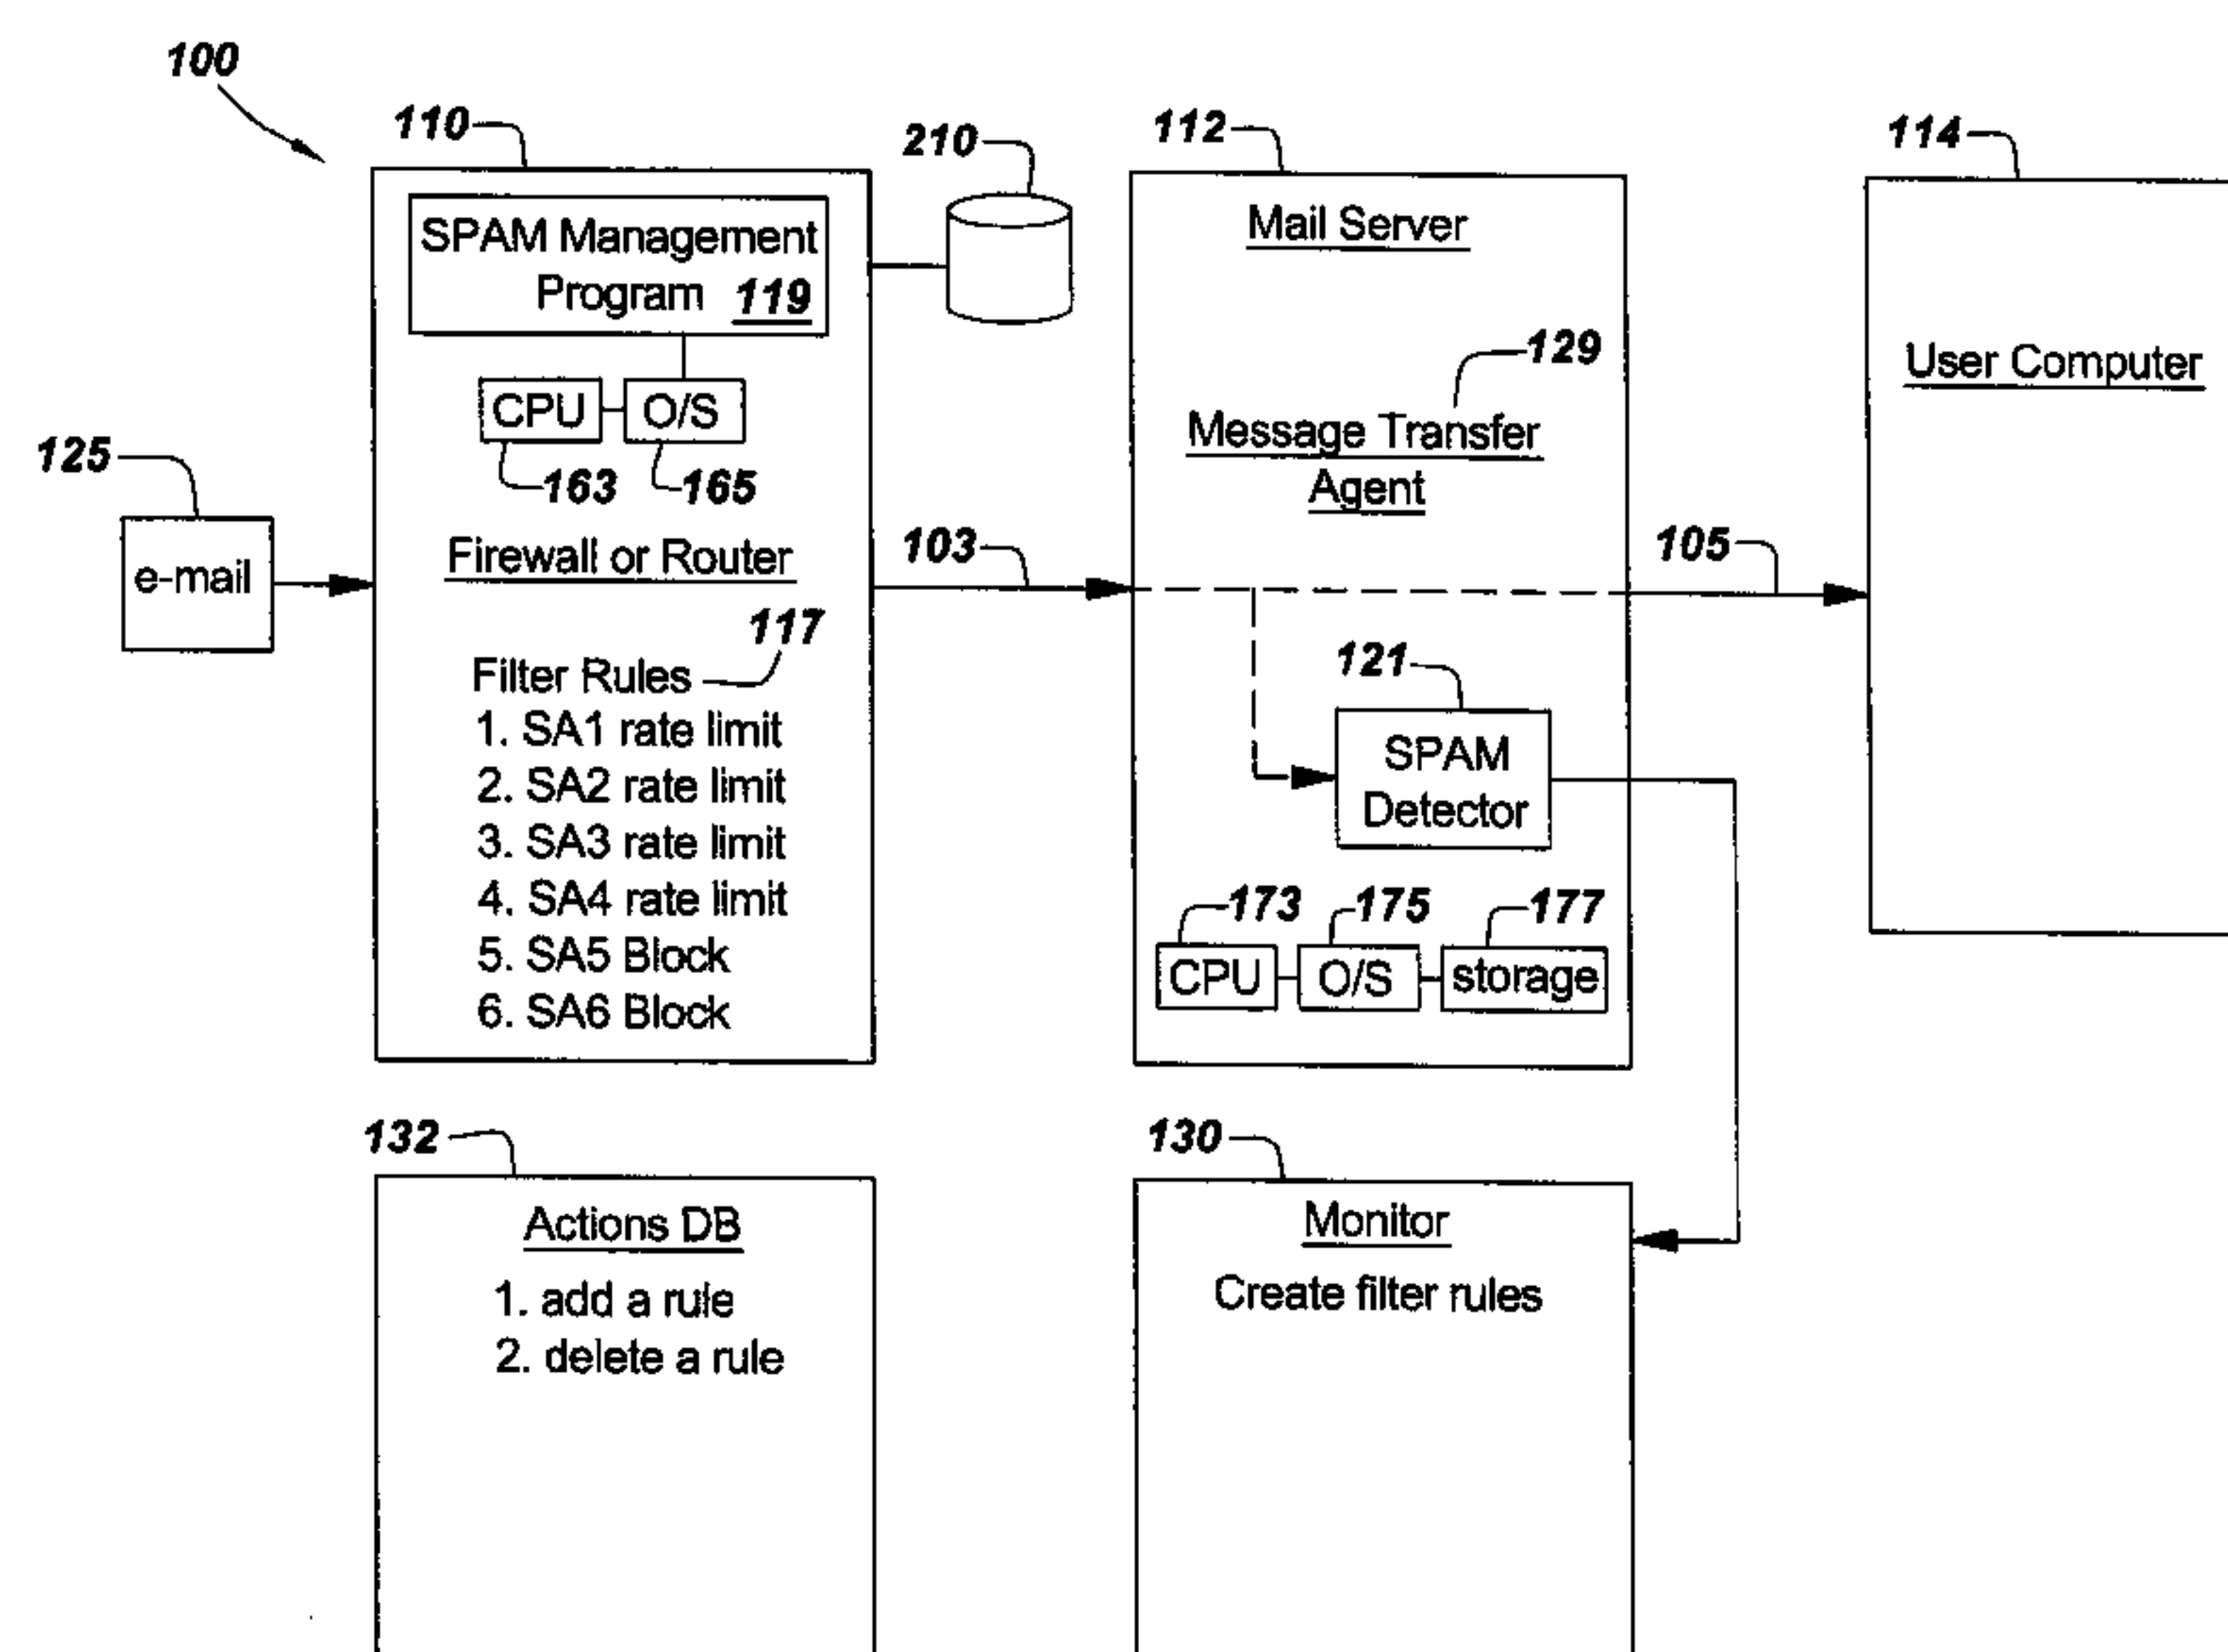 100
110
210
112
114
SPAM Management
Program 119
Mail Server
129
User Computer
CPU
O/S
163
165
Message Transfer
Agent
125
e-mail
Firewall or Router
103
105
117
Filter Rules
1. SA1 rate limit
2. SA2 rate limit
3. SA3 rate limit
4. SA4 rate limit
5. SA5 Block
6. SA6 Block
121
SPAM
Detector
173
175
177
CPU
O/S
storage
132
Actions DB
1. add a rule
2. delete a rule
130
Monitor
Create filter rules